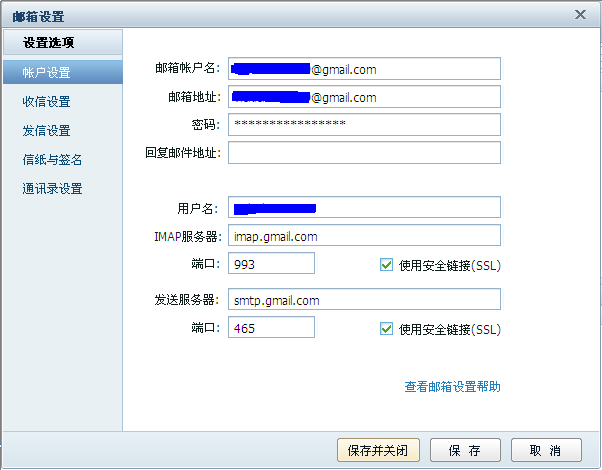 邮箱设置
设置选项
帐户设置
收信设置
发信设置
信纸与签名
通讯录设置
邮箱帐户名: @gmail.com
邮箱地址: @gmail.com
密码: ****************
回复邮件地址:
用户名:
IMAP服务器: imap.gmail.com
端口: 993 使用安全链接(SSL)
发送服务器: smtp.gmail.com
端口: 465 使用安全链接(SSL)
查看邮箱设置帮助
保存并关闭 保 存 取 消